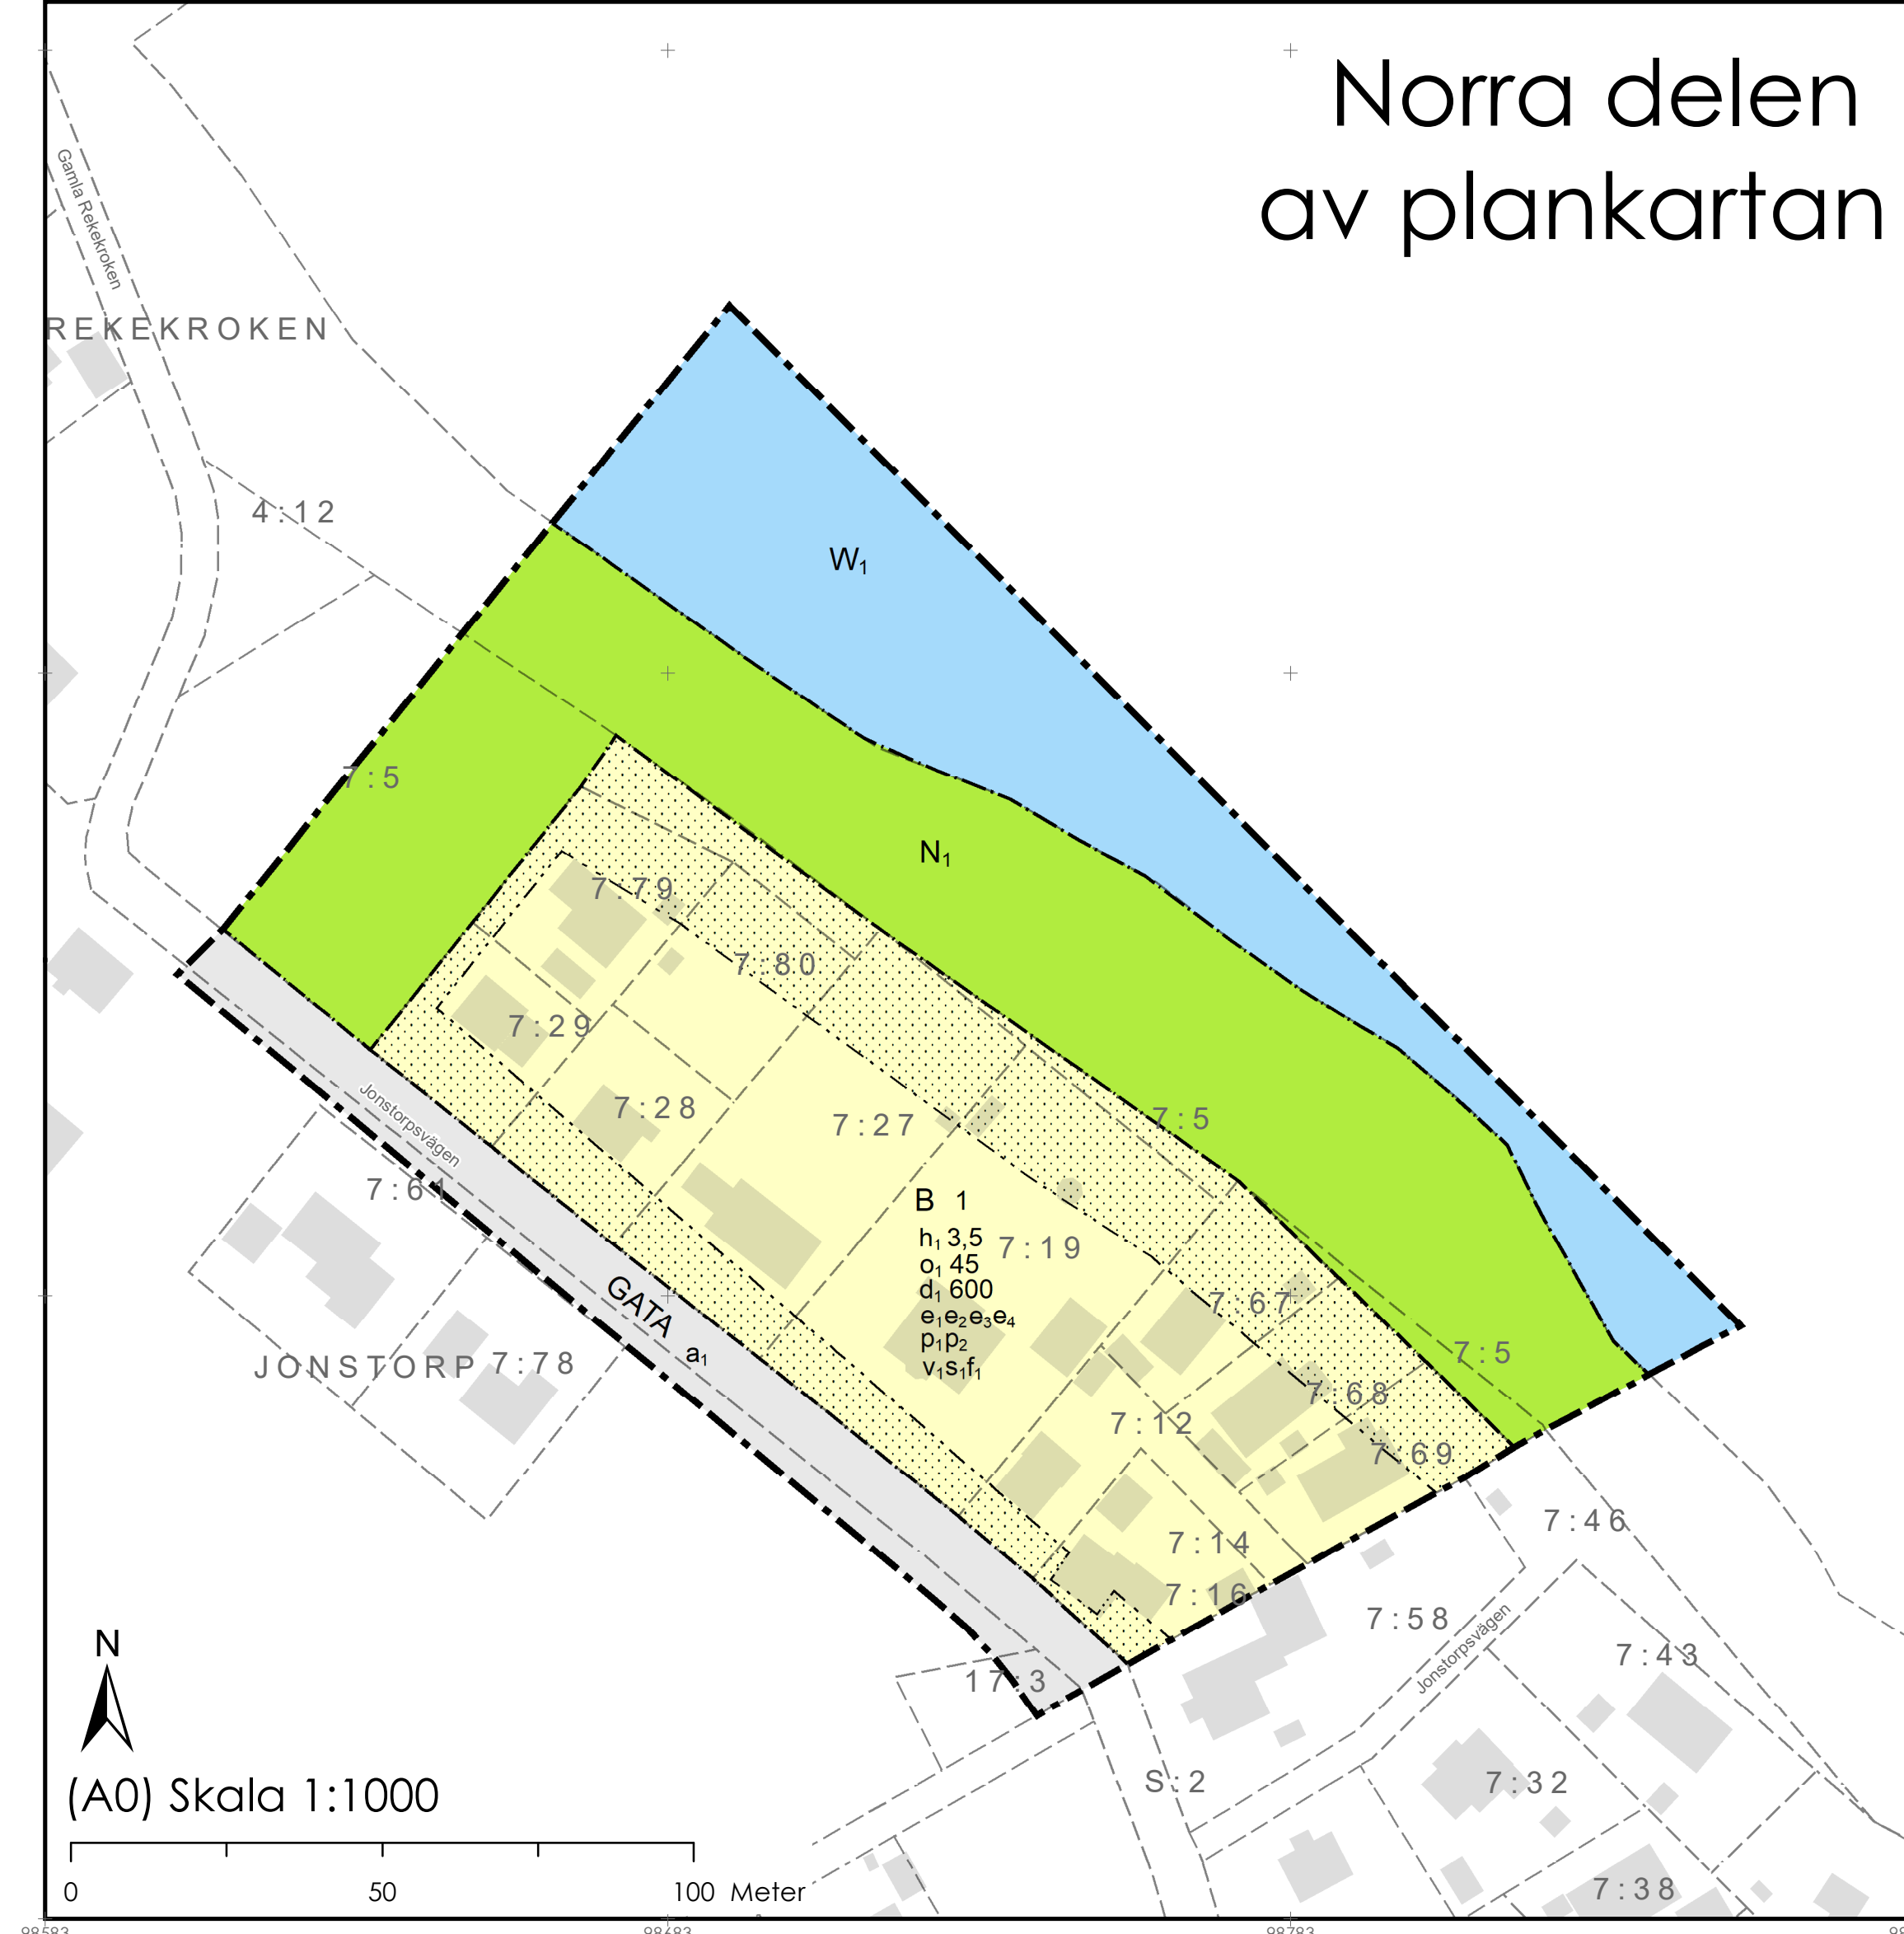 Norra delen
av plankartan
Gamla Rekekroken
REKEKROKEN
4:12
W₁
7:5
N₁
7:79
7:80
7:29
7:28
7:27
7:5
Jonstorpsvägen
7:61
B 1
h₁ 3,5
o₁ 45
d₁ 600
e₁e₂e₃e₄
p₁p₂
v₁s₁f₁
7:19
7:67
GATA
a₁
JONSTORP
7:78
7:5
7:68
7:12
7:69
7:46
7:14
7:16
7:58
Jonstorpsvägen
7:43
17:3
N
S:2
7:32
(A0) Skala 1:1000
7:38
0 50 100 Meter
98583 98683 98783